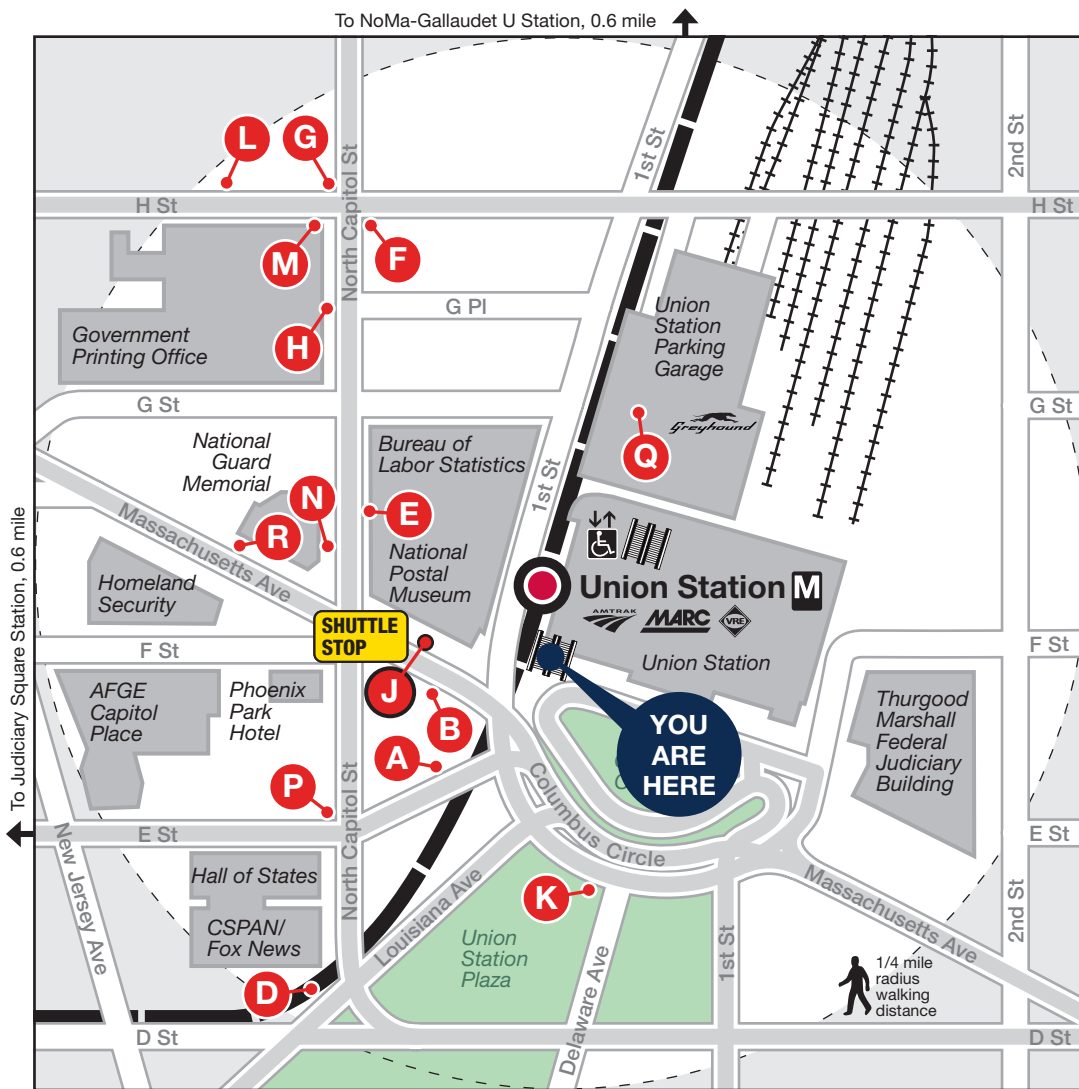 To NoMa-Gallaudet U Station, 0.6 mile
L
G
North Capitol St
1st St
2nd St
H St
H St
M
F
G Pl
H
Government
Printing Office
Union
Station
Parking
Garage
G St
G St
Greyhound
Q
National
Guard
Memorial
Bureau of
Labor Statistics
1st St
N
E
R
Massachusetts Ave
National
Postal
Museum
Union Station M
AMTRAK
MARC
VRE
Union Station
Homeland
Security
SHUTTLE
STOP
F St
F St
To Judiciary Square Station, 0.6 mile
AFGE
Capitol
Place
Phoenix
Park
Hotel
J
B
A
P
YOU
ARE
HERE
Thurgood
Marshall
Federal
Judiciary
Building
Columbus Circle
E St
E St
New Jersey Ave
North Capitol St
Hall of States
CSPAN/
Fox News
Louisiana Ave
K
Union
Station
Plaza
Massachusetts Ave
2nd St
1st St
1/4 mile
radius
walking
distance
D
Delaware Ave
D St
D St